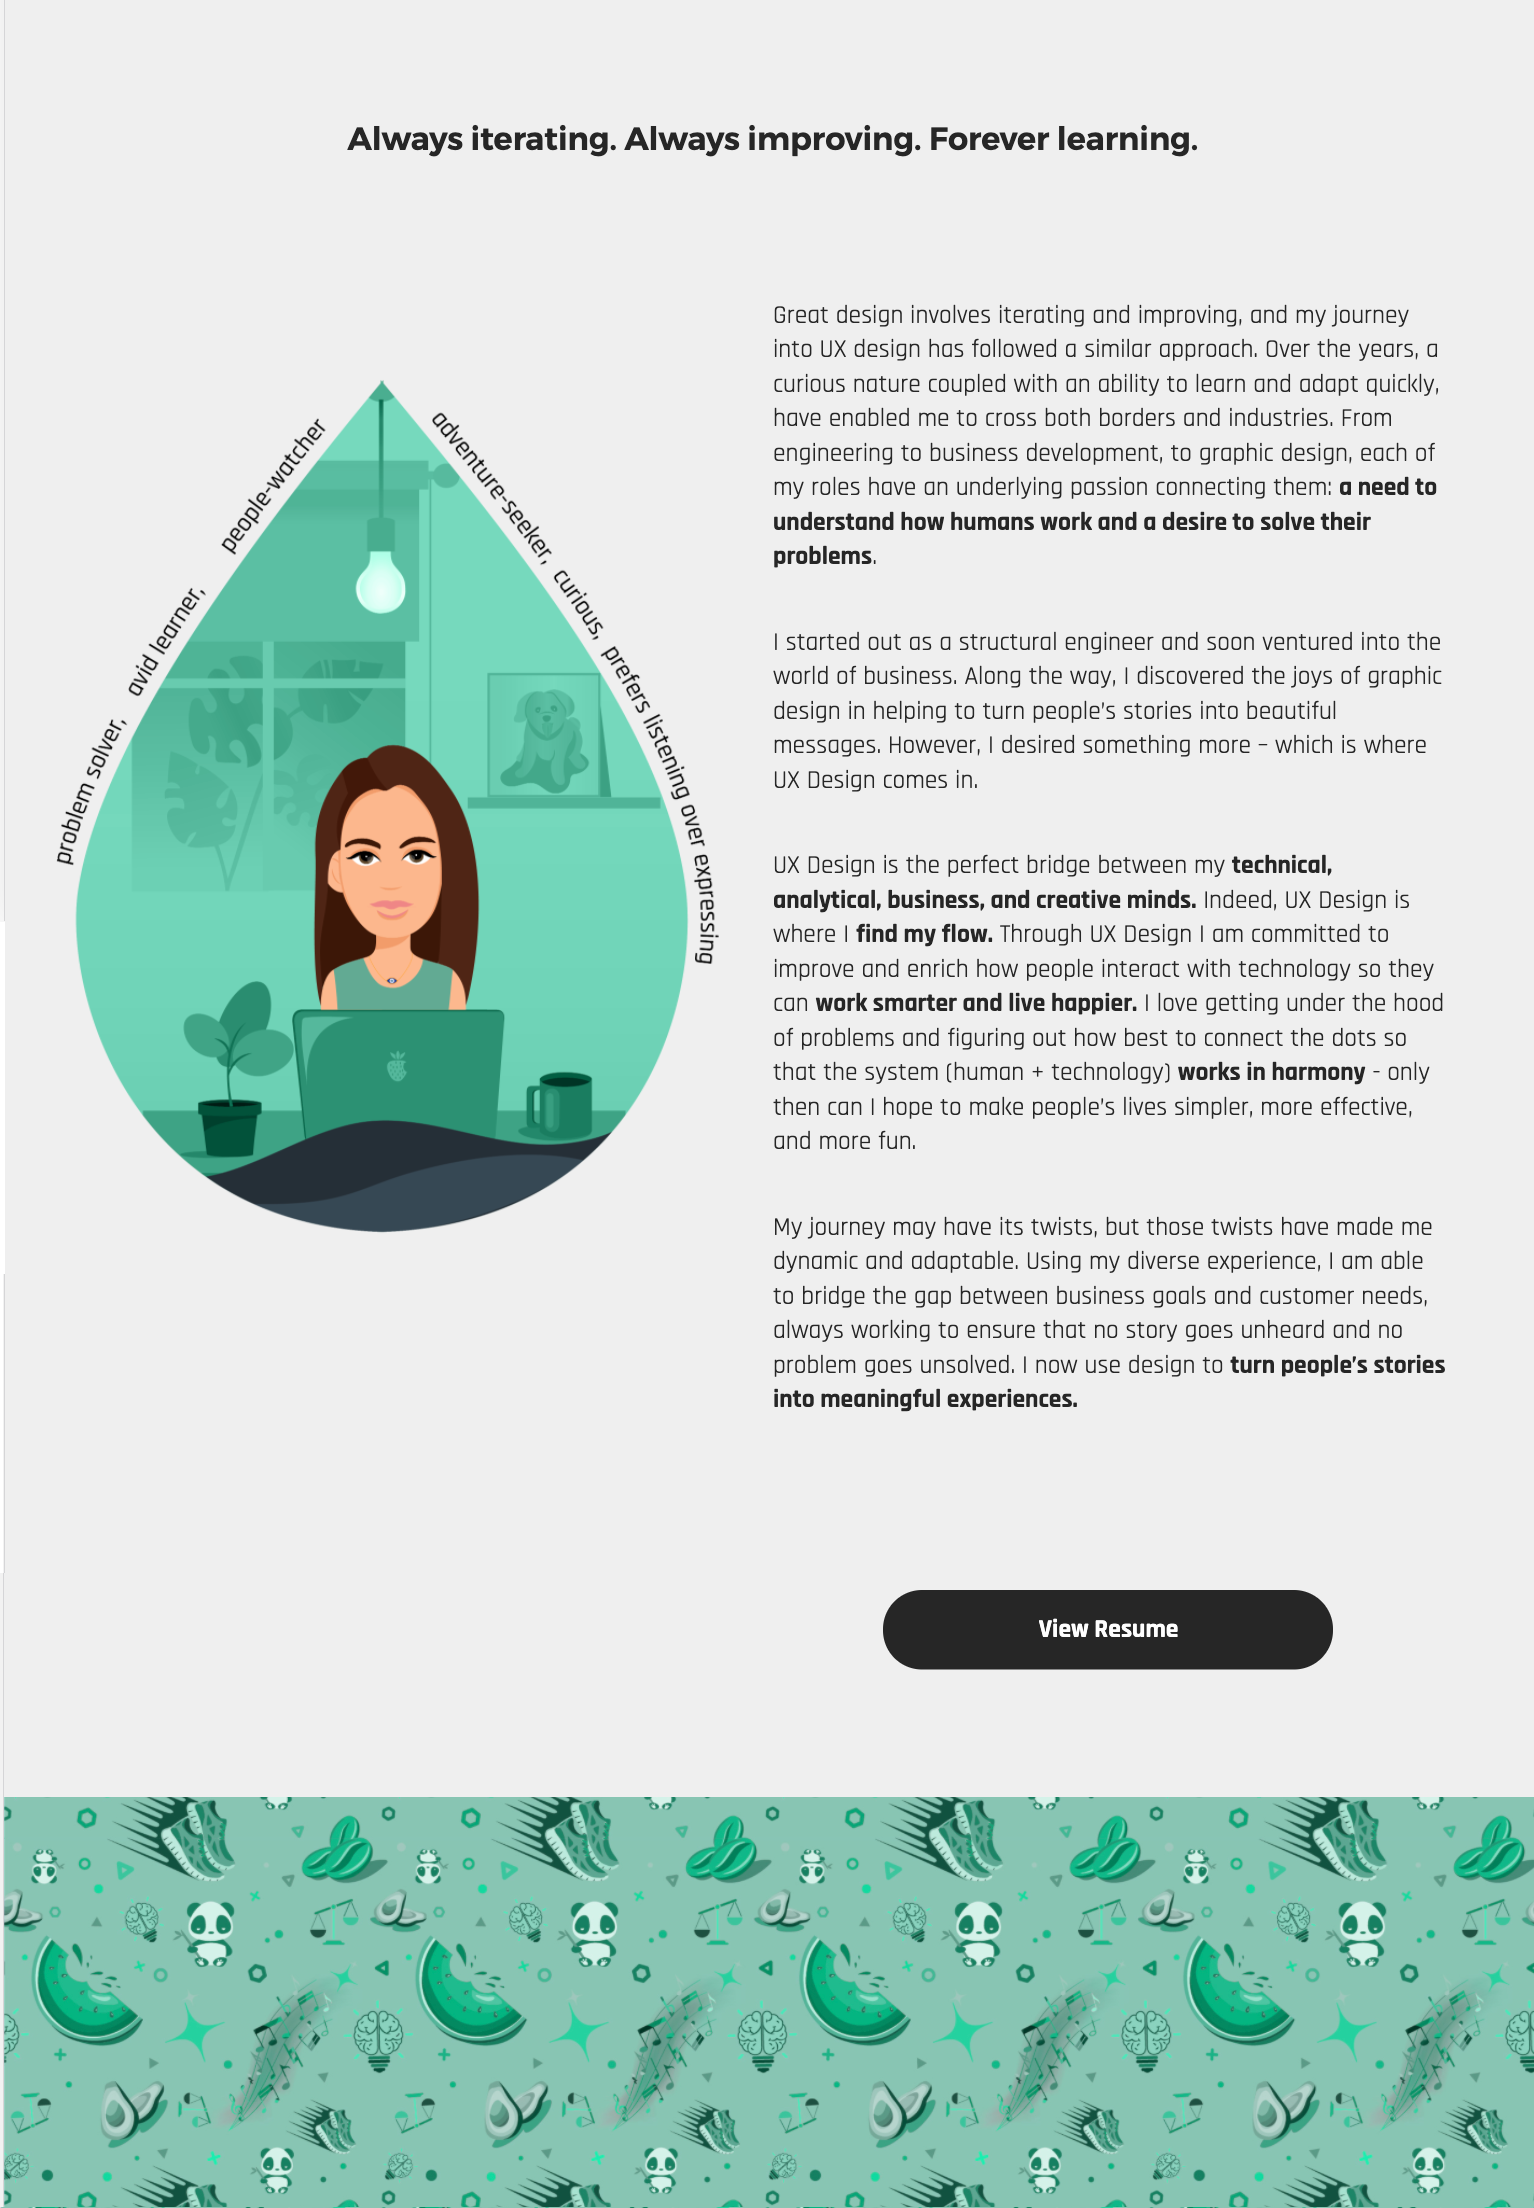 Always iterating. Always improving. Forever learning.
problem solver, avid learner, people-watcher
adventure-seeker, curious, prefers listening over expressing
Great design involves iterating and improving, and my journey
into UX design has followed a similar approach. Over the years, a
curious nature coupled with an ability to learn and adapt quickly,
have enabled me to cross both borders and industries. From
engineering to business development, to graphic design, each of
my roles have an underlying passion connecting them: a need to
understand how humans work and a desire to solve their
problems.
I started out as a structural engineer and soon ventured into the
world of business. Along the way, I discovered the joys of graphic
design in helping to turn people’s stories into beautiful
messages. However, I desired something more – which is where
UX Design comes in.
UX Design is the perfect bridge between my technical,
analytical, business, and creative minds. Indeed, UX Design is
where I find my flow. Through UX Design I am committed to
improve and enrich how people interact with technology so they
can work smarter and live happier. I love getting under the hood
of problems and figuring out how best to connect the dots so
that the system (human + technology) works in harmony - only
then can I hope to make people’s lives simpler, more effective,
and more fun.
My journey may have its twists, but those twists have made me
dynamic and adaptable. Using my diverse experience, I am able
to bridge the gap between business goals and customer needs,
always working to ensure that no story goes unheard and no
problem goes unsolved. I now use design to turn people’s stories
into meaningful experiences.
View Resume